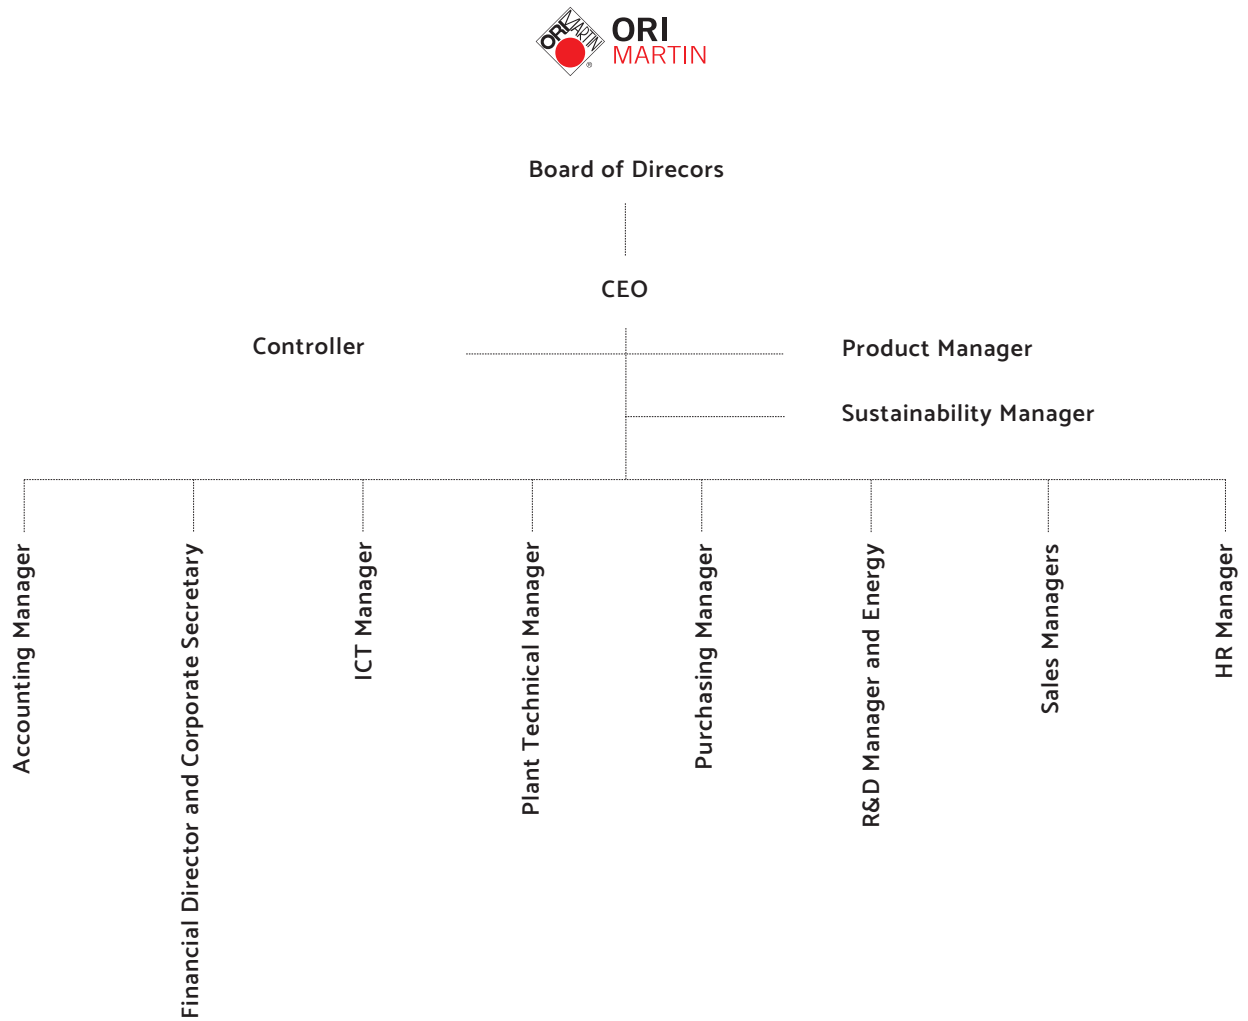 ORI MARTIN
®
ORI
MARTIN
Board of Direcors
CEO
Controller
Product Manager
Sustainability Manager
Accounting Manager
Financial Director and Corporate Secretary
ICT Manager
Plant Technical Manager
Purchasing Manager
R&D Manager and Energy
Sales Managers
HR Manager